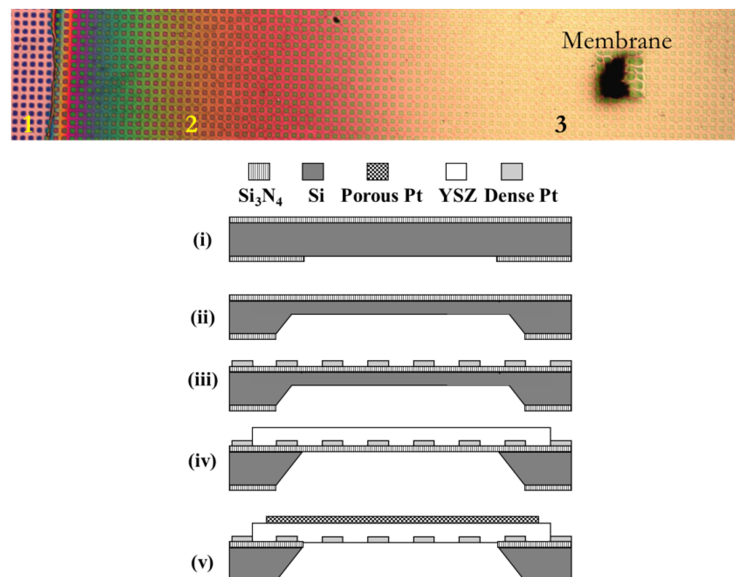 Membrane
1 2 3
Si₃N₄ Si Porous Pt YSZ Dense Pt
(i)
(ii)
(iii)
(iv)
(v)